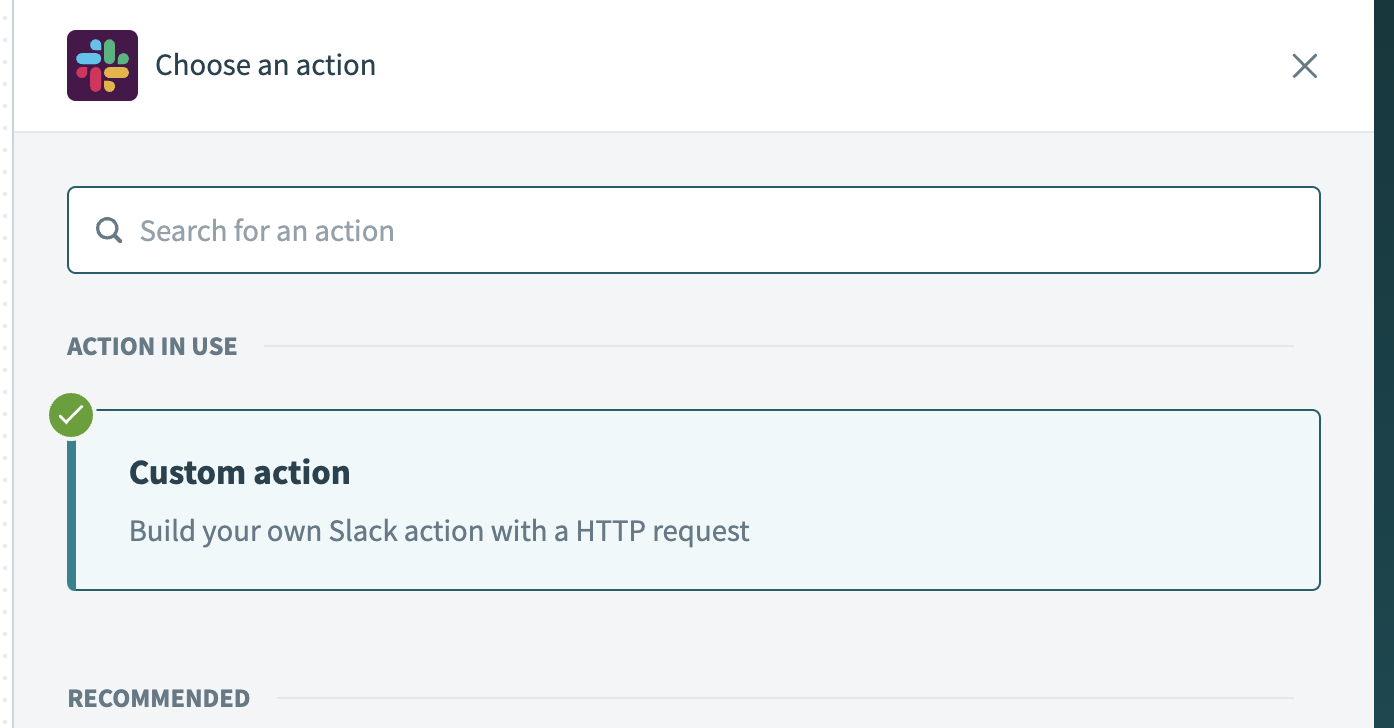 Choose an action
Search for an action
ACTION IN USE
Custom action
Build your own Slack action with a HTTP request
RECOMMENDED